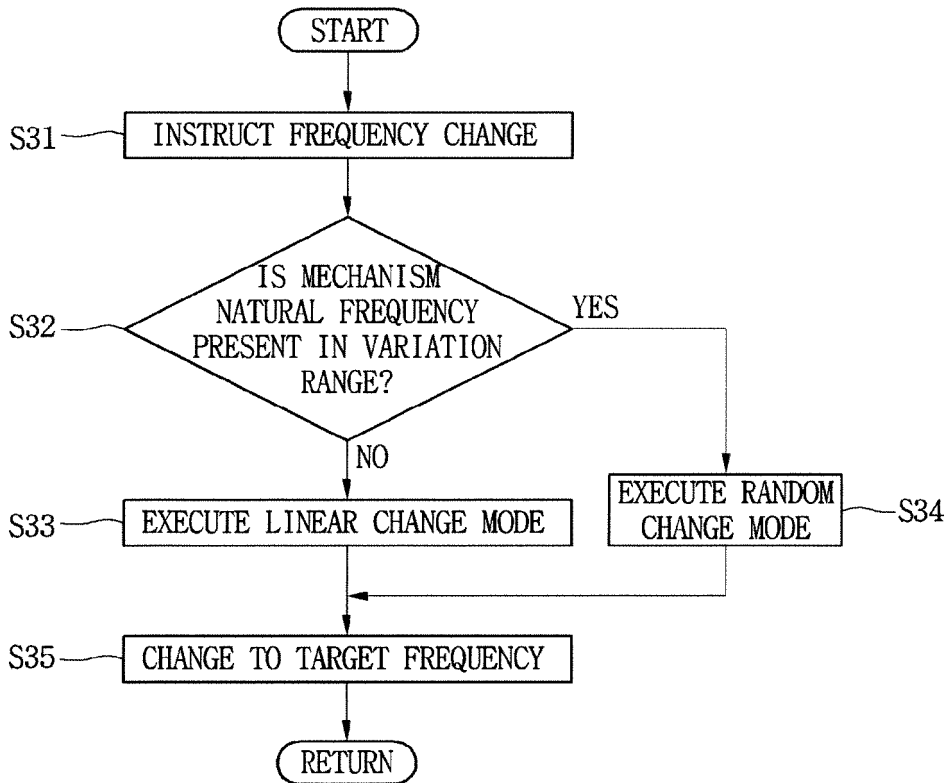 START
S31
INSTRUCT FREQUENCY CHANGE
S32
IS MECHANISM
NATURAL FREQUENCY
PRESENT IN VARIATION
RANGE?
YES
NO
S33
EXECUTE LINEAR CHANGE MODE
EXECUTE RANDOM
CHANGE MODE
S34
S35
CHANGE TO TARGET FREQUENCY
RETURN